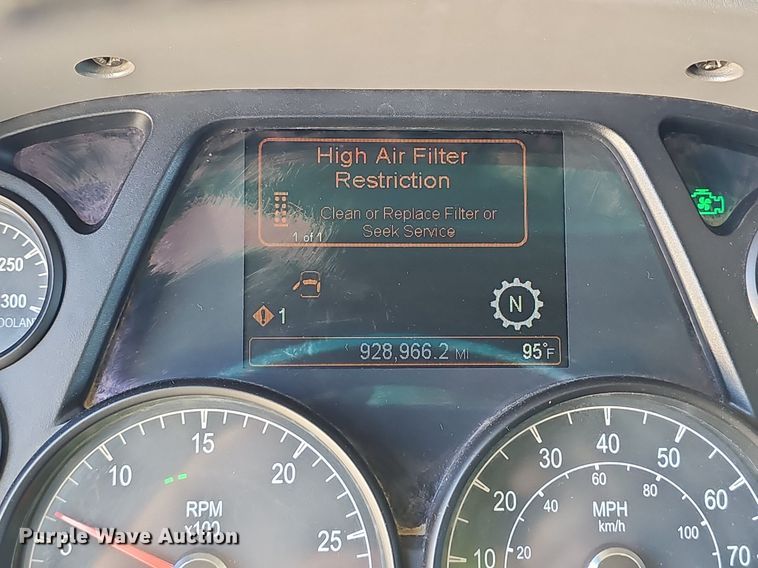 High Air Filter
Restriction
Clean or Replace Filter or
Seek Service
1 of 1
250
300
COOLANT
1
N
928,966.2 MI
95°F
5
10
15
20
25
RPM
x100
10
20
30
40
50
60
70
20
40
60
80
100
MPH
km/h
Purple Wave Auction